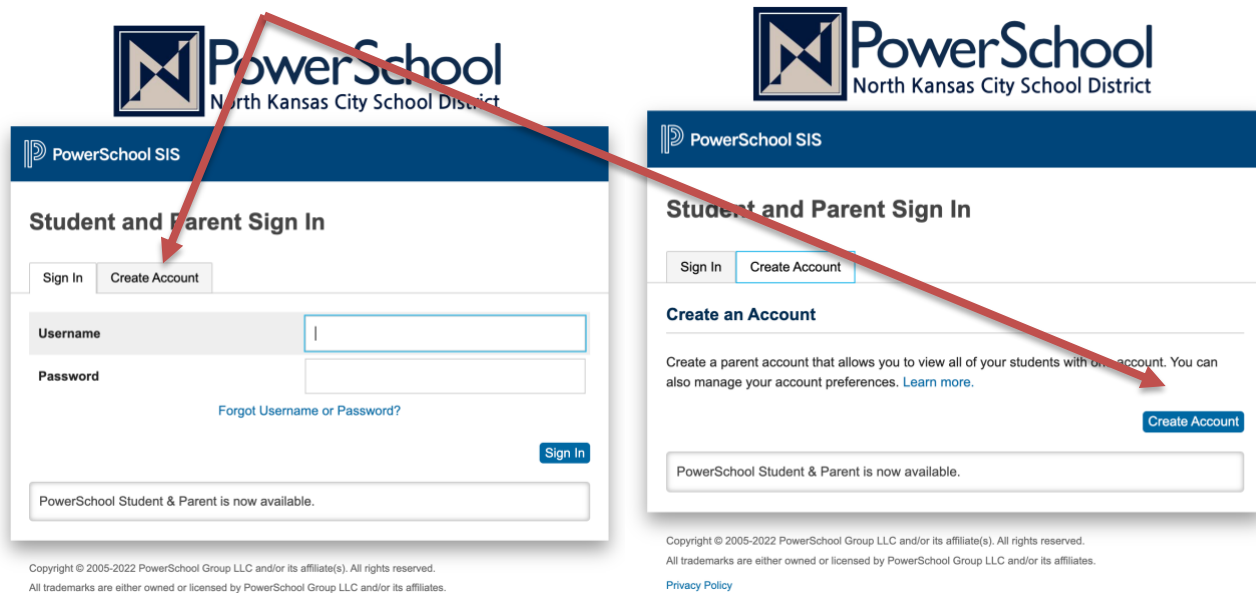 PowerSchool
North Kansas City School District
PowerSchool SIS
Student and Parent Sign In
Sign In
Create Account
Username
Password
Forgot Username or Password?
Sign In
PowerSchool Student & Parent is now available.
Copyright © 2005-2022 PowerSchool Group LLC and/or its affiliate(s). All rights reserved.
All trademarks are either owned or licensed by PowerSchool Group LLC and/or its affiliates.
PowerSchool
North Kansas City School District
PowerSchool SIS
Student and Parent Sign In
Sign In
Create Account
Create an Account
Create a parent account that allows you to view all of your students with one account. You can
also manage your account preferences. Learn more.
Create Account
PowerSchool Student & Parent is now available.
Copyright © 2005-2022 PowerSchool Group LLC and/or its affiliate(s). All rights reserved.
All trademarks are either owned or licensed by PowerSchool Group LLC and/or its affiliates.
Privacy Policy